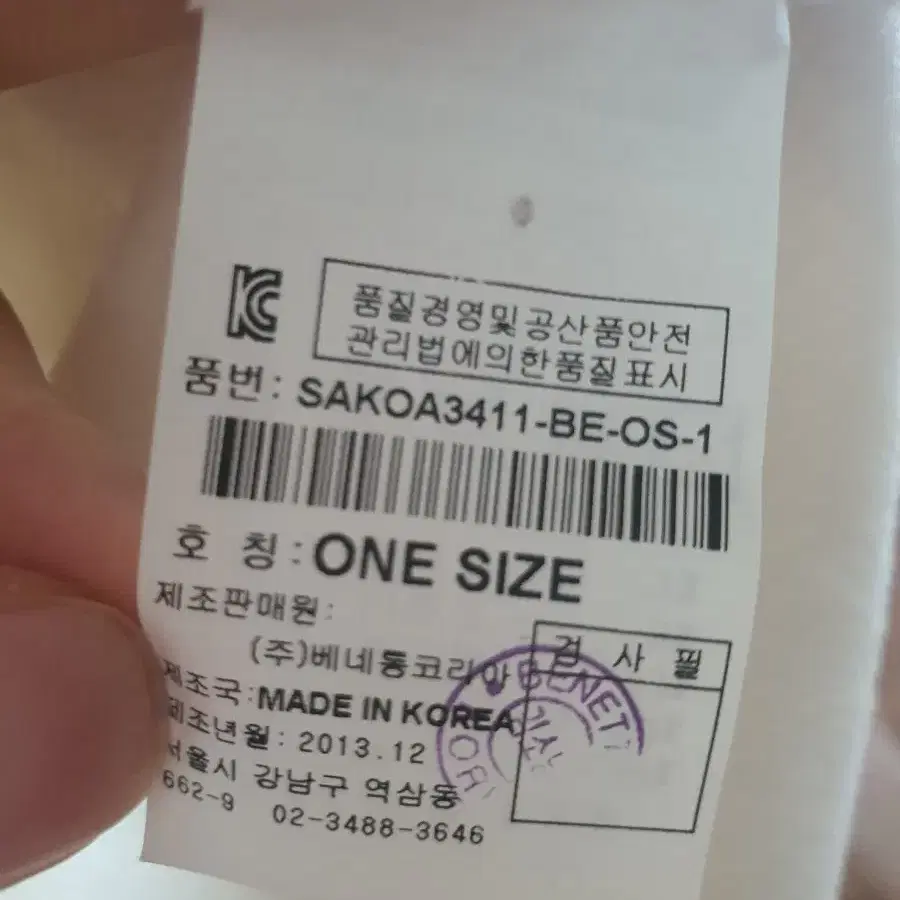 KC
품질경영및공산품안전
관리법에의한품질표시
품번: SAKOA3411-BE-OS-1
호 칭: ONE SIZE
제조판매원:
(주)베네통코리아
검 사 필
BENET
제조국: MADE IN KOREA
제조년월: 2013.12
서울시 강남구 역삼동
662-9 02-3488-3646